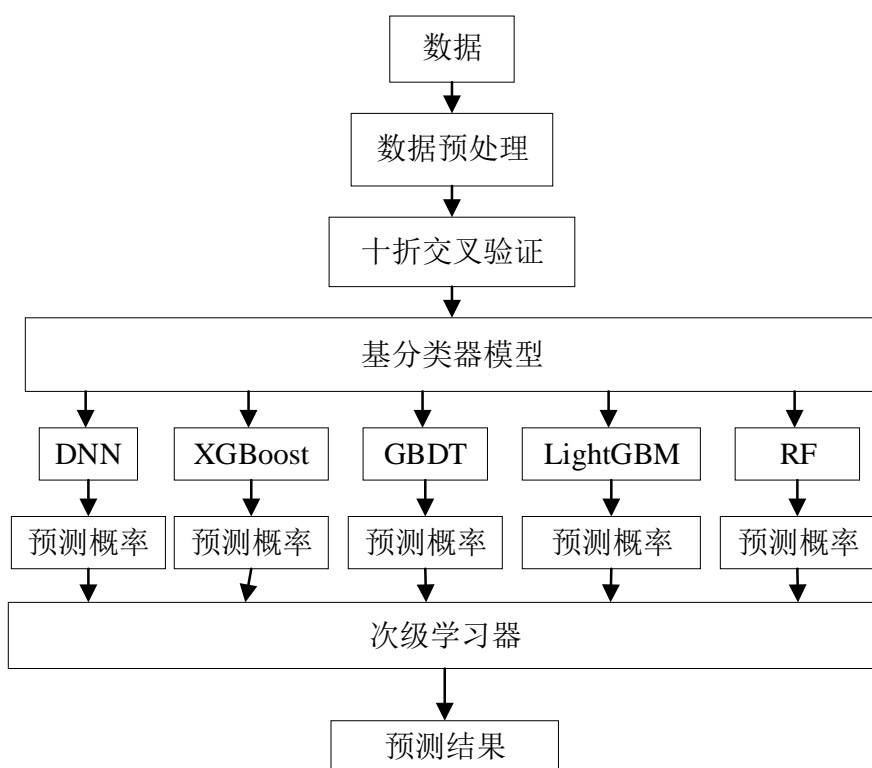 数据
数据预处理
十折交叉验证
基分类器模型
DNN
XGBoost
GBDT
LightGBM
RF
预测概率
预测概率
预测概率
预测概率
预测概率
次级学习器
预测结果